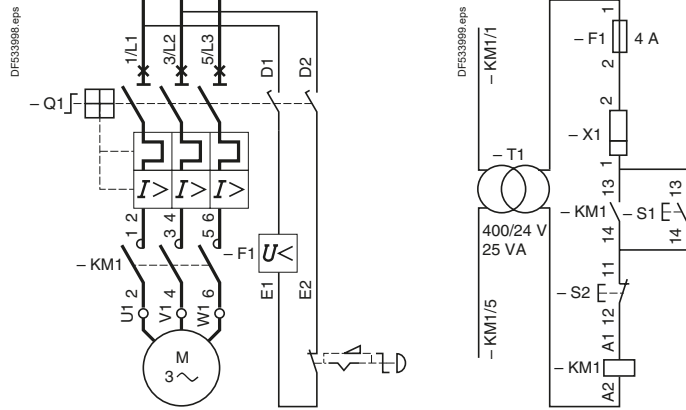 DF533998.eps
1/L1
3/L2
5/L3
D1
D2
– Q1
I>
I>
I>
1 2
3 4
5 6
– KM1
– F1
U<
E1
E2
2
4
6
U1
V1
W1
M
3
DF533999.eps
– KM1/1
1
– F1
4 A
2
2
– X1
1
– T1
13
13
– KM1
– S1
14
14
400/24 V
25 VA
11
– S2
12
– KM1/5
A1
– KM1
A2